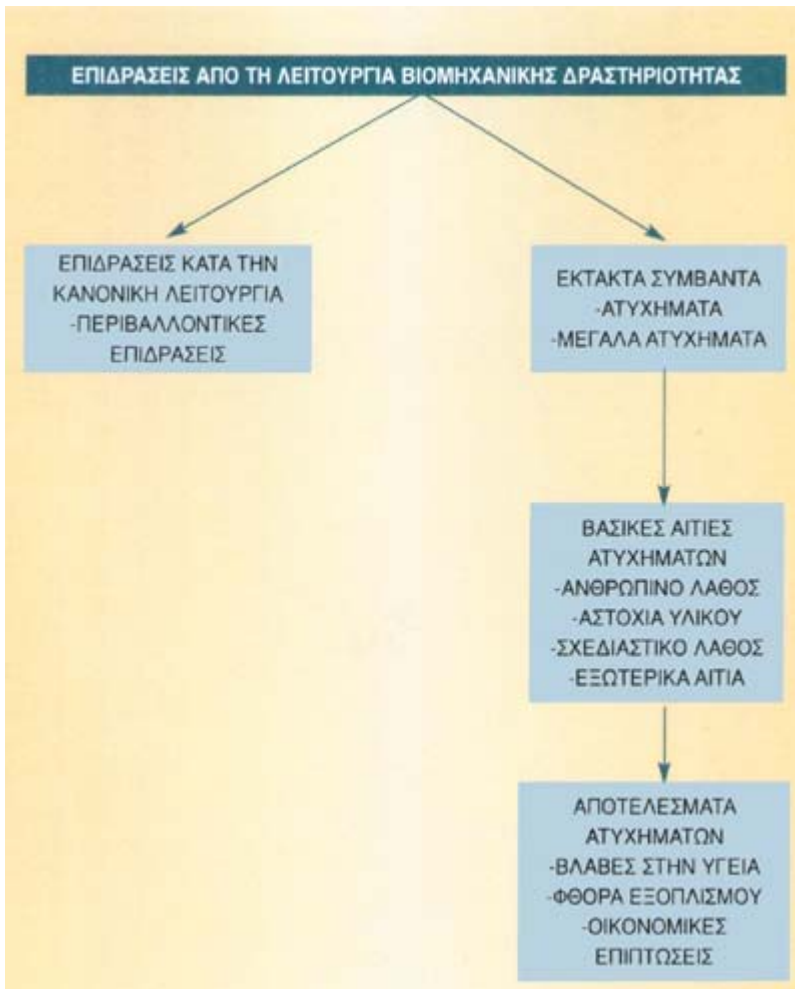 ΕΠΙΔΡΑΣΕΙΣ ΑΠΟ ΤΗ ΛΕΙΤΟΥΡΓΙΑ ΒΙΟΜΗΧΑΝΙΚΗΣ ΔΡΑΣΤΗΡΙΟΤΗΤΑΣ
ΕΠΙΔΡΑΣΕΙΣ ΚΑΤΑ ΤΗΝ
ΚΑΝΟΝΙΚΗ ΛΕΙΤΟΥΡΓΙΑ
-ΠΕΡΙΒΑΛΛΟΝΤΙΚΕΣ
ΕΠΙΔΡΑΣΕΙΣ
ΕΚΤΑΚΤΑ ΣΥΜΒΑΝΤΑ
-ΑΤΥΧΗΜΑΤΑ
-ΜΕΓΑΛΑ ΑΤΥΧΗΜΑΤΑ
ΒΑΣΙΚΕΣ ΑΙΤΙΕΣ
ΑΤΥΧΗΜΑΤΩΝ
-ΑΝΘΡΩΠΙΝΟ ΛΑΘΟΣ
-ΑΣΤΟΧΙΑ ΥΛΙΚΟΥ
-ΣΧΕΔΙΑΣΤΙΚΟ ΛΑΘΟΣ
-ΕΞΩΤΕΡΙΚΑ ΑΙΤΙΑ
ΑΠΟΤΕΛΕΣΜΑΤΑ
ΑΤΥΧΗΜΑΤΩΝ
-ΒΛΑΒΕΣ ΣΤΗΝ ΥΓΕΙΑ
-ΦΘΟΡΑ ΕΞΟΠΛΙΣΜΟΥ
-ΟΙΚΟΝΟΜΙΚΕΣ
ΕΠΙΠΤΩΣΕΙΣ